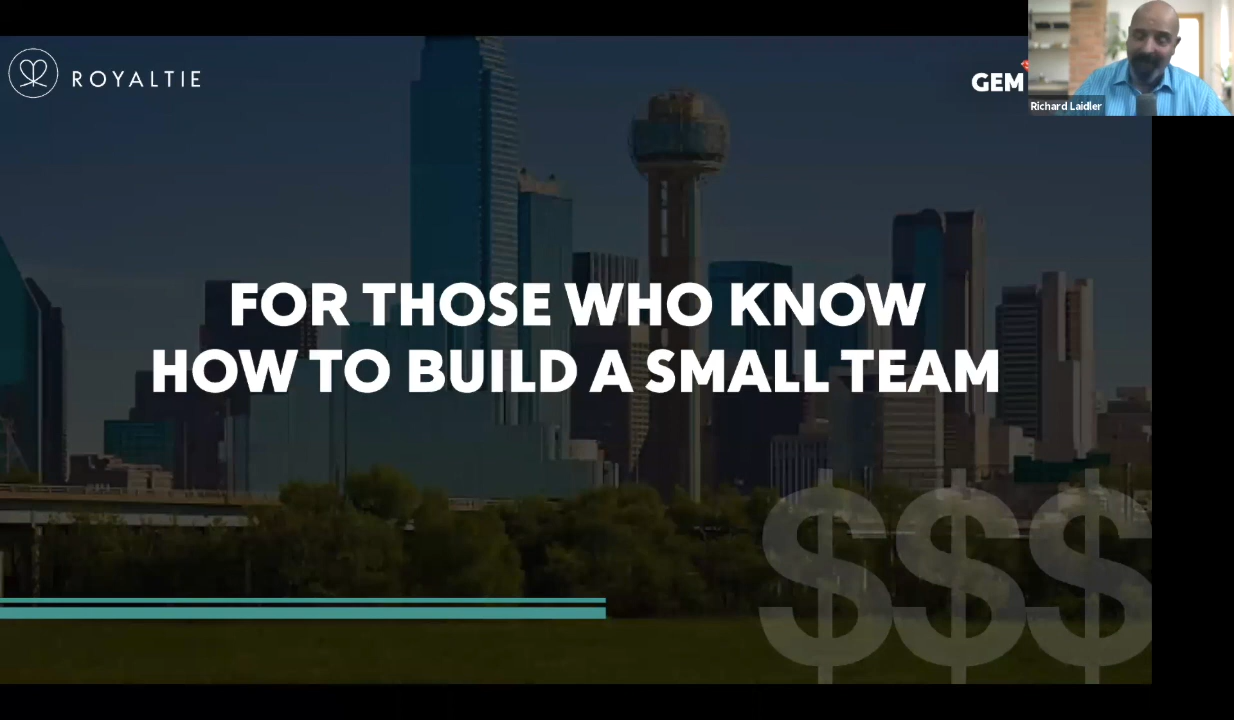 ROYALTIE
GEM
Richard Laidler
FOR THOSE WHO KNOW
HOW TO BUILD A SMALL TEAM
$$$